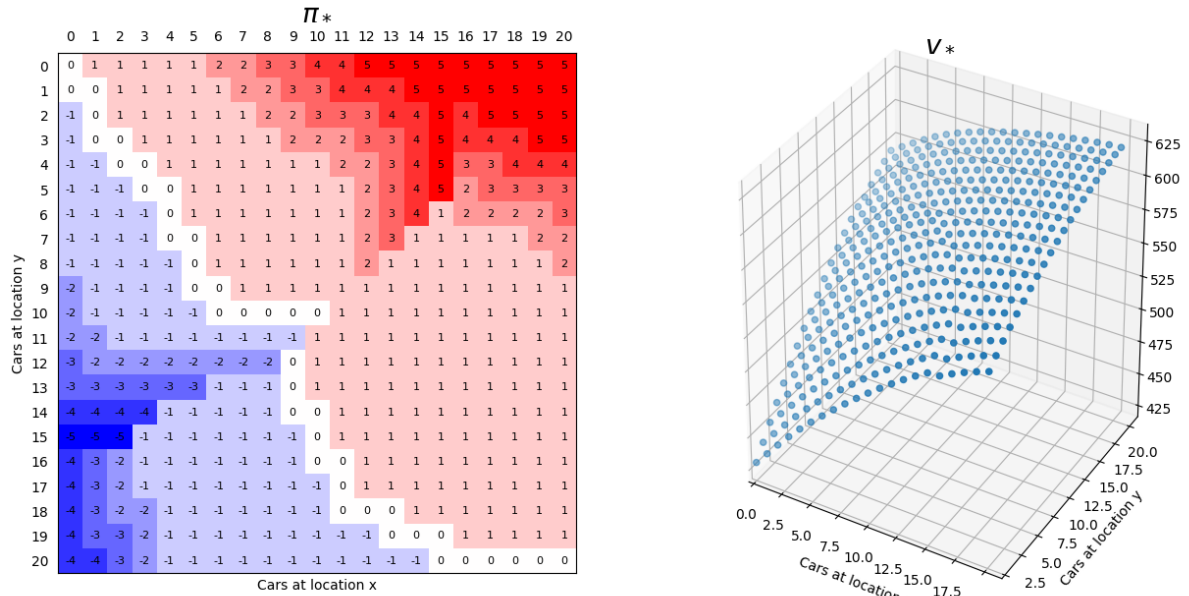 π*
0 1 2 3 4 5 6 7 8 9 10 11 12 13 14 15 16 17 18 19 20
0 0 1 1 1 1 1 2 2 3 3 4 4 5 5 5 5 5 5 5 5 5
1 0 0 1 1 1 1 1 2 2 3 3 4 4 4 5 5 5 5 5 5 5
2 -1 0 1 1 1 1 1 1 2 2 3 3 3 4 4 5 4 5 5 5 5
3 -1 0 0 1 1 1 1 1 1 2 2 2 3 3 4 5 4 4 4 5 5
4 -1 -1 0 0 1 1 1 1 1 1 1 2 2 3 4 5 3 3 4 4 4
5 -1 -1 -1 0 0 1 1 1 1 1 1 1 2 3 4 5 2 3 3 3 3
6 -1 -1 -1 -1 0 1 1 1 1 1 1 1 2 3 4 1 2 2 2 2 3
7 -1 -1 -1 -1 0 0 1 1 1 1 1 1 2 3 1 1 1 1 1 2 2
8 -1 -1 -1 -1 -1 0 1 1 1 1 1 1 2 1 1 1 1 1 1 1 2
9 -2 -1 -1 -1 -1 0 0 1 1 1 1 1 1 1 1 1 1 1 1 1 1
10 -2 -1 -1 -1 -1 -1 0 0 0 0 0 1 1 1 1 1 1 1 1 1 1
11 -2 -2 -1 -1 -1 -1 -1 -1 -1 -1 1 1 1 1 1 1 1 1 1 1 1
12 -3 -2 -2 -2 -2 -2 -2 -2 -2 0 1 1 1 1 1 1 1 1 1 1 1
13 -3 -3 -3 -3 -3 -3 -1 -1 -1 0 1 1 1 1 1 1 1 1 1 1 1
14 -4 -4 -4 -4 -1 -1 -1 -1 -1 0 0 1 1 1 1 1 1 1 1 1 1
15 -5 -5 -5 -1 -1 -1 -1 -1 -1 -1 0 1 1 1 1 1 1 1 1 1 1
16 -4 -3 -2 -1 -1 -1 -1 -1 -1 -1 0 0 1 1 1 1 1 1 1 1 1
17 -4 -3 -2 -1 -1 -1 -1 -1 -1 -1 -1 0 1 1 1 1 1 1 1 1 1
18 -4 -3 -2 -2 -1 -1 -1 -1 -1 -1 -1 0 0 0 1 1 1 1 1 1 1
19 -4 -3 -3 -2 -1 -1 -1 -1 -1 -1 -1 -1 -1 0 0 0 1 1 1 1 1
20 -4 -4 -3 -2 -1 -1 -1 -1 -1 -1 -1 -1 -1 -1 -1 0 0 0 0 0 0
Cars at location y
Cars at location x
v*
625
600
575
550
525
500
475
450
425
0.0 2.5 5.0 7.5 10.0 12.5 15.0 17.5
Cars at location
20.0
17.5
15.0
12.5
10.0
7.5
5.0
2.5
Cars at location y